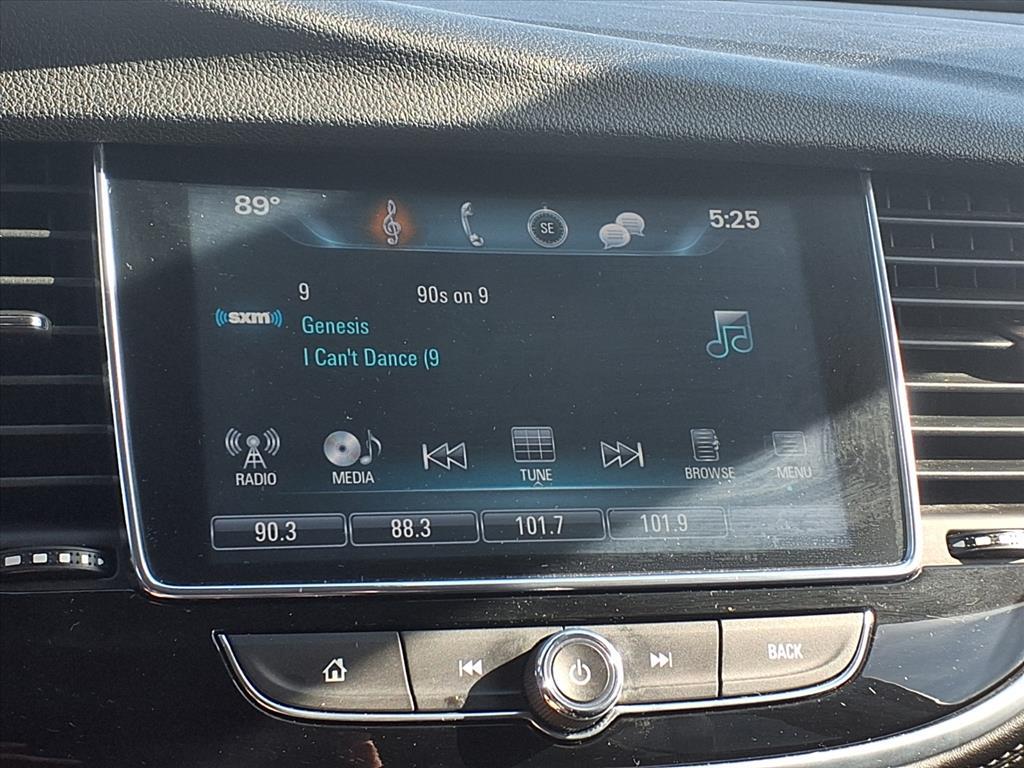 89° SE 5:25
9 90s on 9
sxm
Genesis
I Can't Dance (9
RADIO MEDIA TUNE BROWSE MENU
90.3 88.3 101.7 101.9
BACK